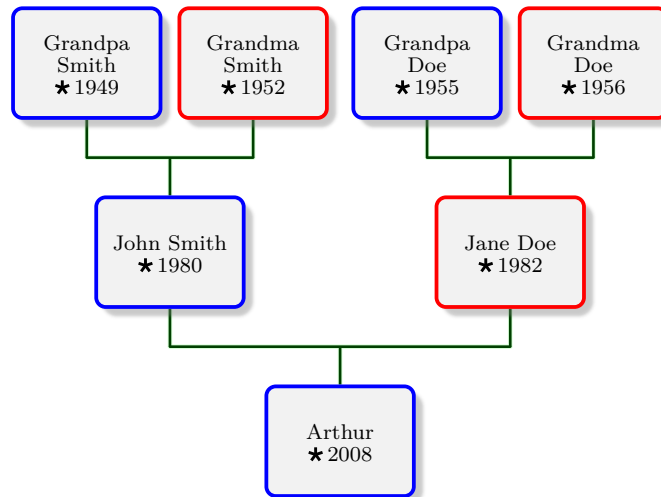 Grandpa
Smith
★1949
Grandma
Smith
★1952
Grandpa
Doe
★1955
Grandma
Doe
★1956
John Smith
★1980
Jane Doe
★1982
Arthur
★2008